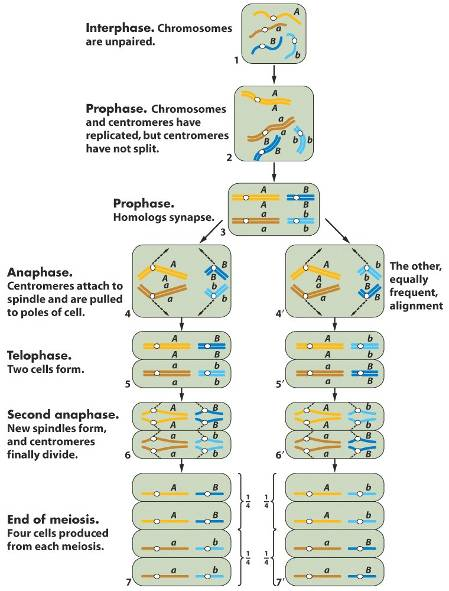 Interphase. Chromosomes
are unpaired.
A
a
B
b
1
Prophase. Chromosomes
and centromeres have
replicated, but centromeres
have not split.
A
A
a
a
b
b
B
B
2
Prophase.
Homologs synapse.
A B
A B
a b
a b
3
Anaphase.
Centromeres attach to
spindle and are pulled
to poles of cell.
A B
A B
a b
a b
4
A b
A b
a B
a B
4′
The other,
equally
frequent,
alignment
Telophase.
Two cells form.
A B
A B
a b
a b
5
A b
A b
a B
a B
5′
Second anaphase.
New spindles form,
and centromeres
finally divide.
A B
A B
a b
a b
6
A b
A b
a B
a B
6′
End of meiosis.
Four cells produced
from each meiosis.
A B
A B
a b
a b
7
1/4
1/4
A b
A b
a B
a B
7′
1/4
1/4